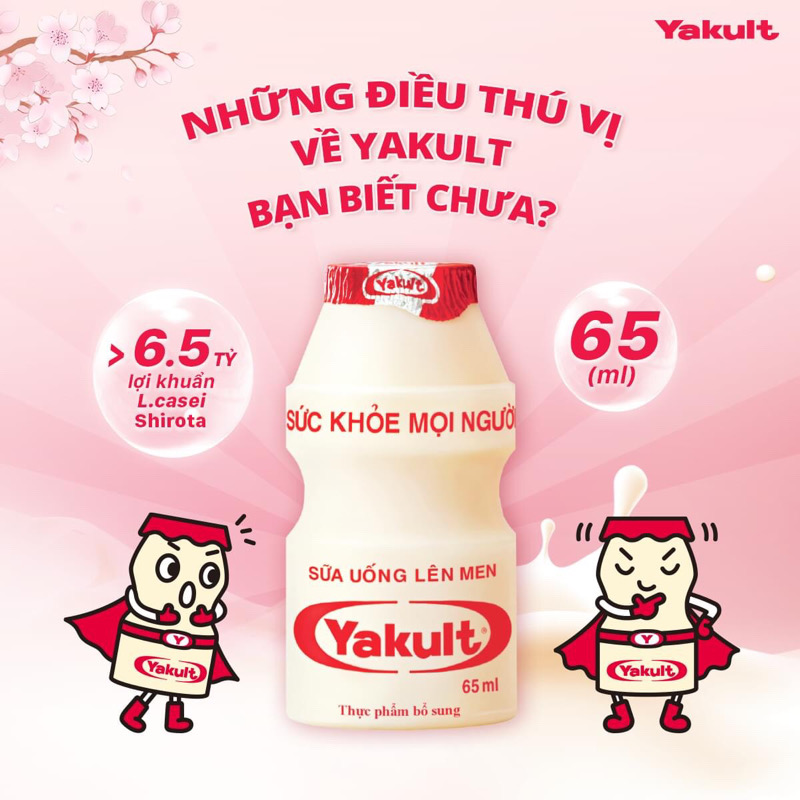 Yakult
NHỮNG ĐIỀU THÚ VỊ
VỀ YAKULT
BẠN BIẾT CHƯA?
Yakult
> 6.5 TỶ
lợi khuẩn
L.casei
Shirota
65
(ml)
SỨC KHỎE MỌI NGƯỜI
SỮA UỐNG LÊN MEN
Yakult®
65 ml
Thực phẩm bổ sung
Y
Yakult
Y
Yakult